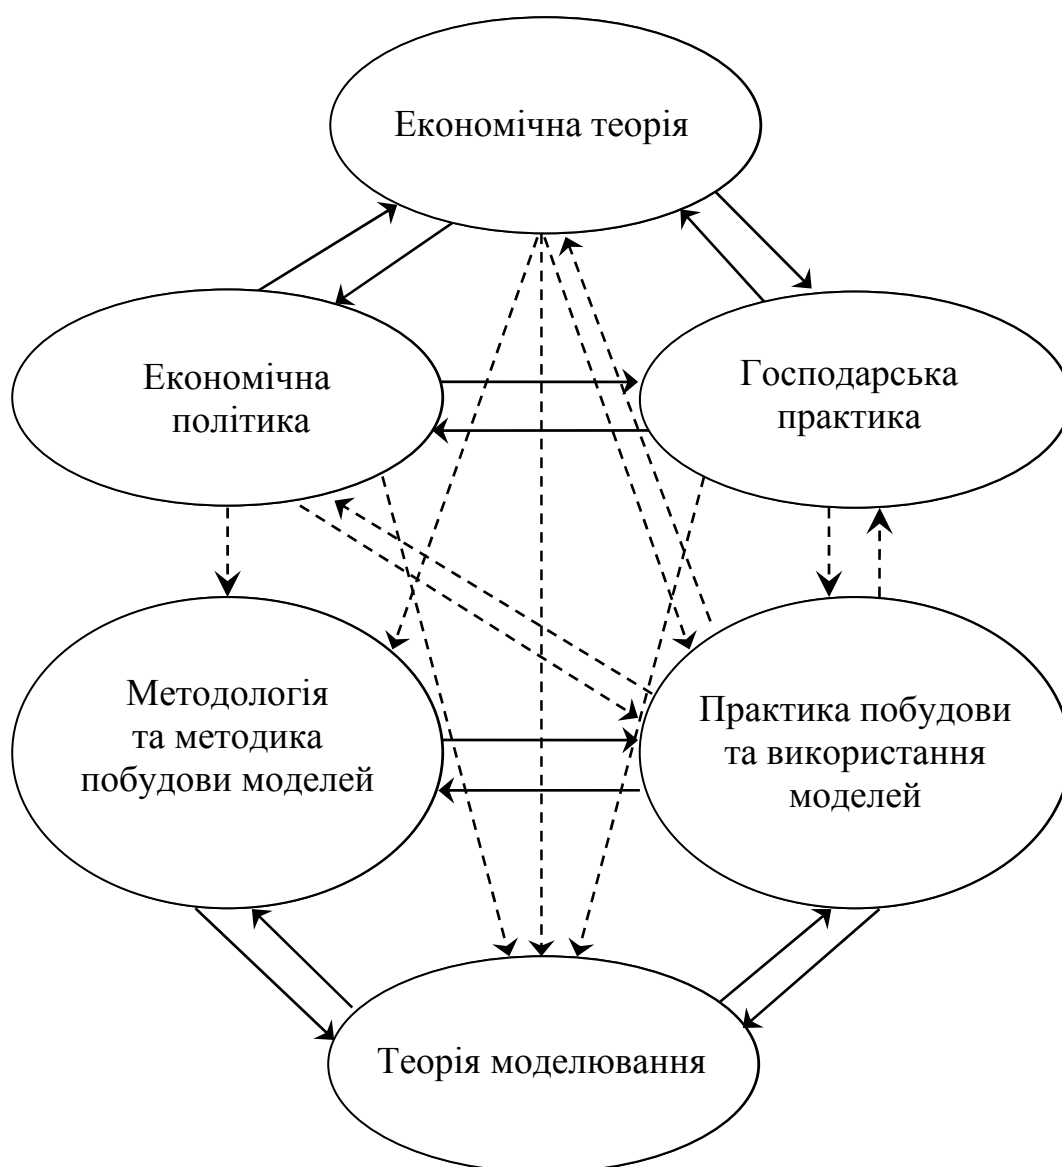 Економічна теорія
Економічна
політика
Господарська
практика
Методологія
та методика
побудови моделей
Практика побудови
та використання
моделей
Теорія моделювання